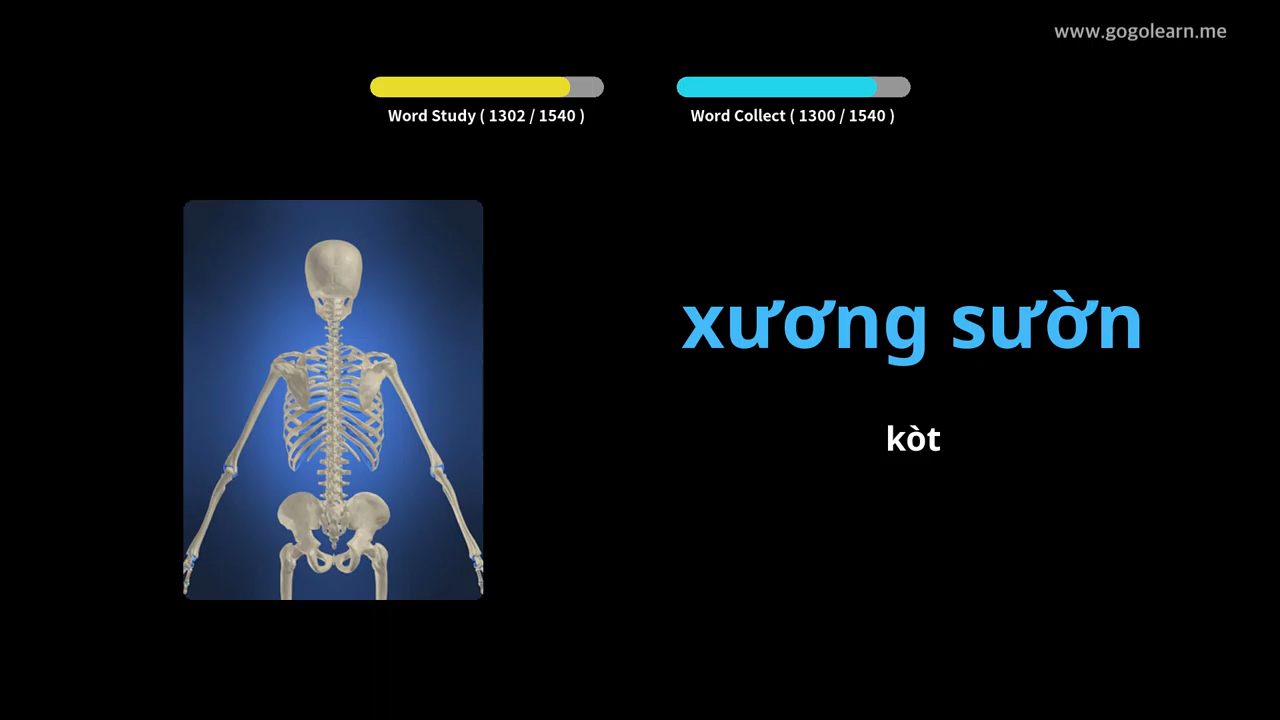 www.gogolearn.me
Word Study ( 1302 / 1540 )
Word Collect ( 1300 / 1540 )
xương sườn
kòt